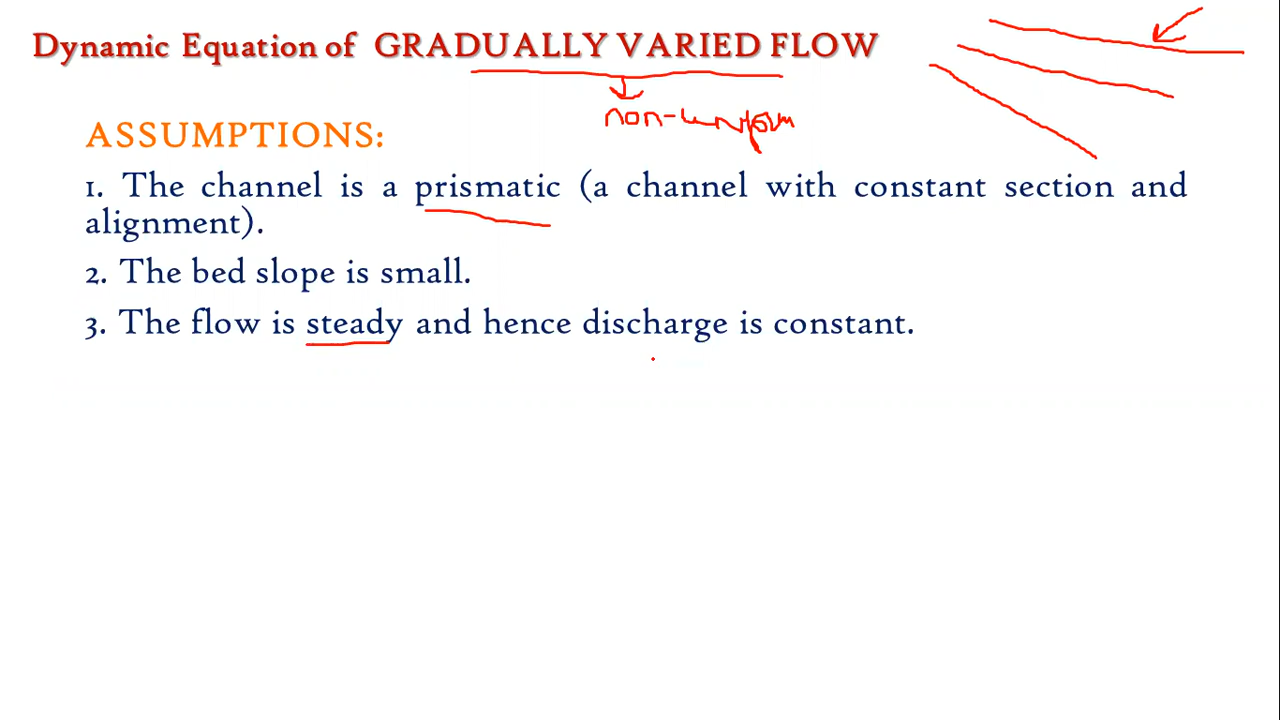 Dynamic Equation of GRADUALLY VARIED FLOW
non-uniform
ASSUMPTIONS:
1. The channel is a prismatic (a channel with constant section and
alignment).
2. The bed slope is small.
3. The flow is steady and hence discharge is constant.